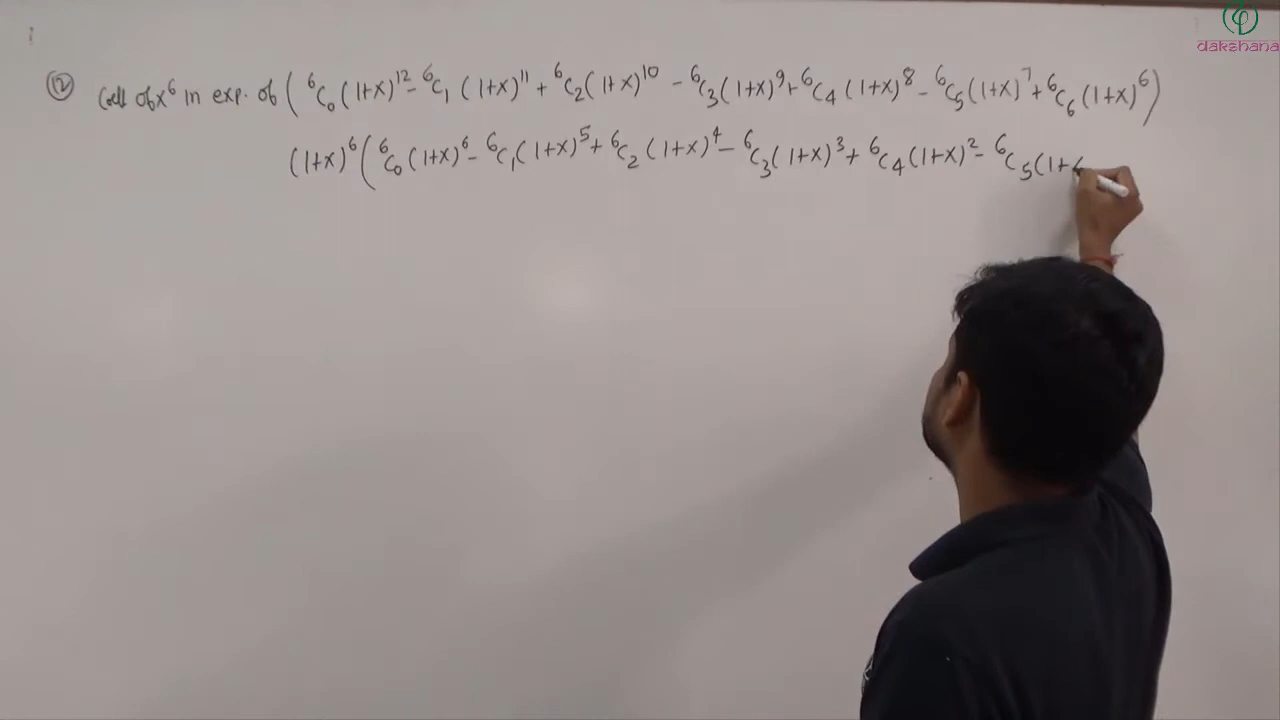 dakshana
⑫ Coeff of x⁶ in exp. of ( ⁶C₀ (1+x)¹² - ⁶C₁ (1+x)¹¹ + ⁶C₂ (1+x)¹⁰ - ⁶C₃ (1+x)⁹ + ⁶C₄ (1+x)⁸ - ⁶C₅ (1+x)⁷ + ⁶C₆ (1+x)⁶ )
(1+x)⁶ ( ⁶C₀ (1+x)⁶ - ⁶C₁ (1+x)⁵ + ⁶C₂ (1+x)⁴ - ⁶C₃ (1+x)³ + ⁶C₄ (1+x)² - ⁶C₅ (1+